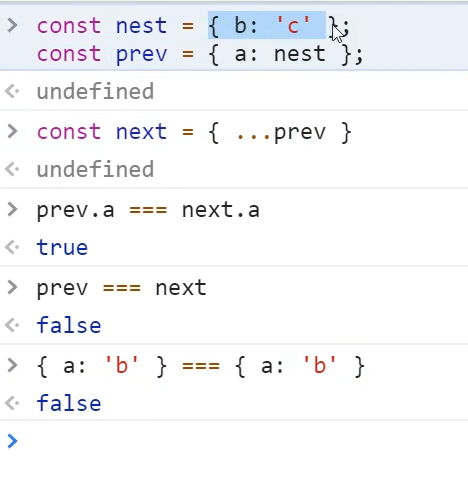 const nest = { b: 'c' };
const prev = { a: nest };
undefined
const next = { ...prev }
undefined
prev.a === next.a
true
prev === next
false
{ a: 'b' } === { a: 'b' }
false